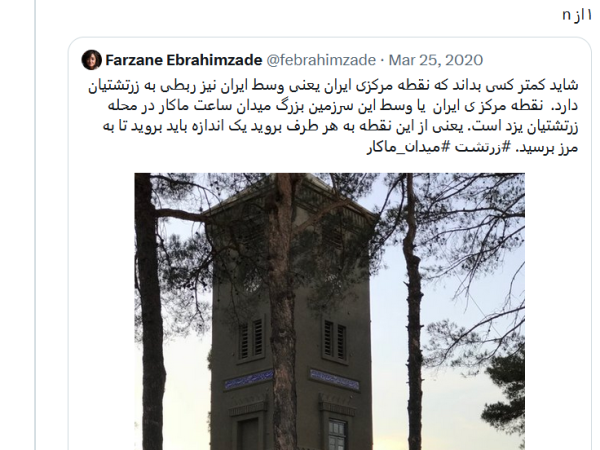 ۱از n
Farzane Ebrahimzade @febrahimzade · Mar 25, 2020
شاید کمتر کسی بداند که نقطه مرکزی ایران یعنی وسط ایران نیز ربطی به زرتشتیان
دارد. نقطه مرکز ی ایران یا وسط این سرزمین بزرگ میدان ساعت ماکار در محله
زرتشتیان یزد است. یعنی از این نقطه به هر طرف بروید یک اندازه باید بروید تا به
مرز برسید. #زرتشت #میدان_ماکار